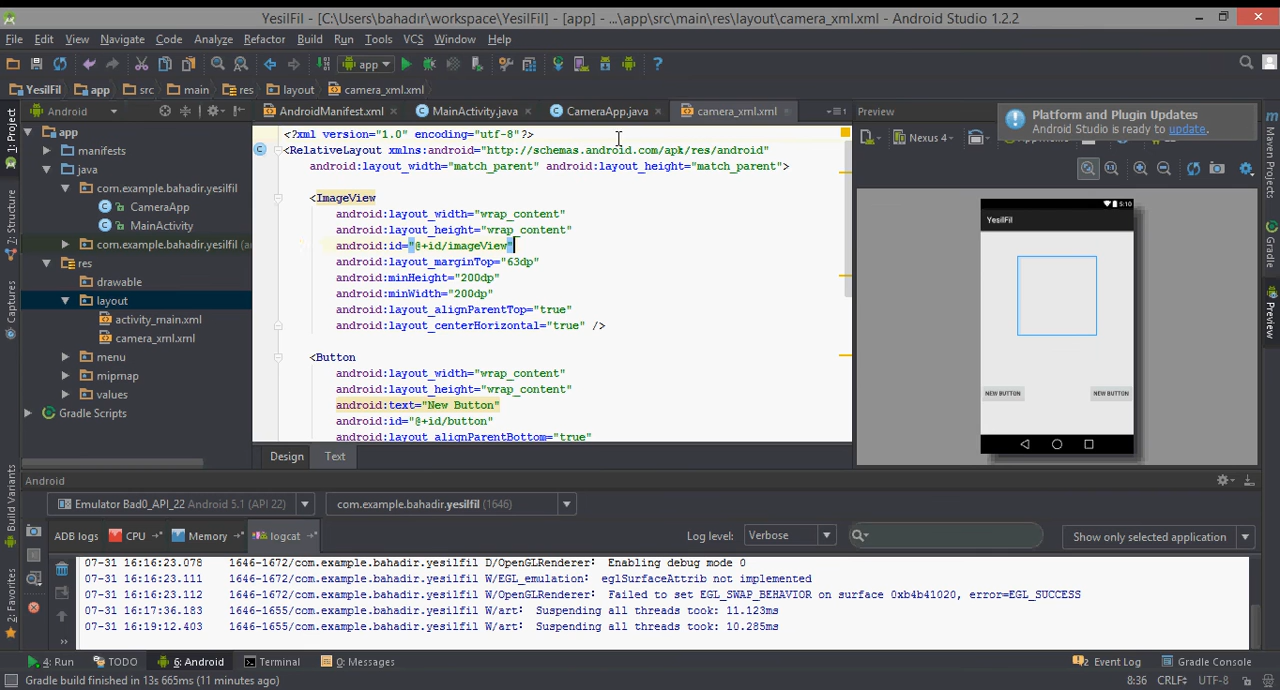 YesilFil - [C:\Users\bahadır\workspace\YesilFil] - [app] - ...\app\src\main\res\layout\camera_xml.xml - Android Studio 1.2.2
File Edit View Navigate Code Analyze Refactor Build Run Tools VCS Window Help
app
YesilFil app src main res layout camera_xml.xml
Android
AndroidManifest.xml MainActivity.java CameraApp.java camera_xml.xml
Preview
Platform and Plugin Updates
Android Studio is ready to update.
Nexus 4
1: Project
7: Structure
Captures
Build Variants
2: Favorites
app
manifests
java
com.example.bahadir.yesilfil
CameraApp
MainActivity
com.example.bahadir.yesilfil
res
drawable
layout
activity_main.xml
camera_xml.xml
menu
mipmap
values
Gradle Scripts
<?xml version="1.0" encoding="utf-8"?>
<RelativeLayout xmlns:android="http://schemas.android.com/apk/res/android"
android:layout_width="match_parent" android:layout_height="match_parent">
<ImageView
android:layout_width="wrap_content"
android:layout_height="wrap_content"
android:id="@+id/imageView"
android:layout_marginTop="63dp"
android:minHeight="200dp"
android:minWidth="200dp"
android:layout_alignParentTop="true"
android:layout_centerHorizontal="true" />
<Button
android:layout_width="wrap_content"
android:layout_height="wrap_content"
android:text="New Button"
android:id="@+id/button"
android:layout_alignParentBottom="true"
Design Text
5:10
YesilFil
NEW BUTTON NEW BUTTON
Maven Projects
Gradle
Preview
Android
Emulator Bad0_API_22 Android 5.1 (API 22)
com.example.bahadir.yesilfil (1646)
ADB logs CPU Memory logcat
Log level: Verbose
Show only selected application
07-31 16:16:23.078 1646-1672/com.example.bahadir.yesilfil D/OpenGLRenderer: Enabling debug mode 0
07-31 16:16:23.111 1646-1672/com.example.bahadir.yesilfil W/EGL_emulation: eglSurfaceAttrib not implemented
07-31 16:16:23.112 1646-1672/com.example.bahadir.yesilfil W/OpenGLRenderer: Failed to set EGL_SWAP_BEHAVIOR on surface 0xb4b41020, error=EGL_SUCCESS
07-31 16:17:36.183 1646-1655/com.example.bahadir.yesilfil W/art: Suspending all threads took: 11.123ms
07-31 16:19:12.403 1646-1655/com.example.bahadir.yesilfil W/art: Suspending all threads took: 10.285ms
4: Run TODO 6: Android Terminal 0: Messages Event Log Gradle Console
Gradle build finished in 13s 665ms (11 minutes ago) 8:36 CRLF UTF-8